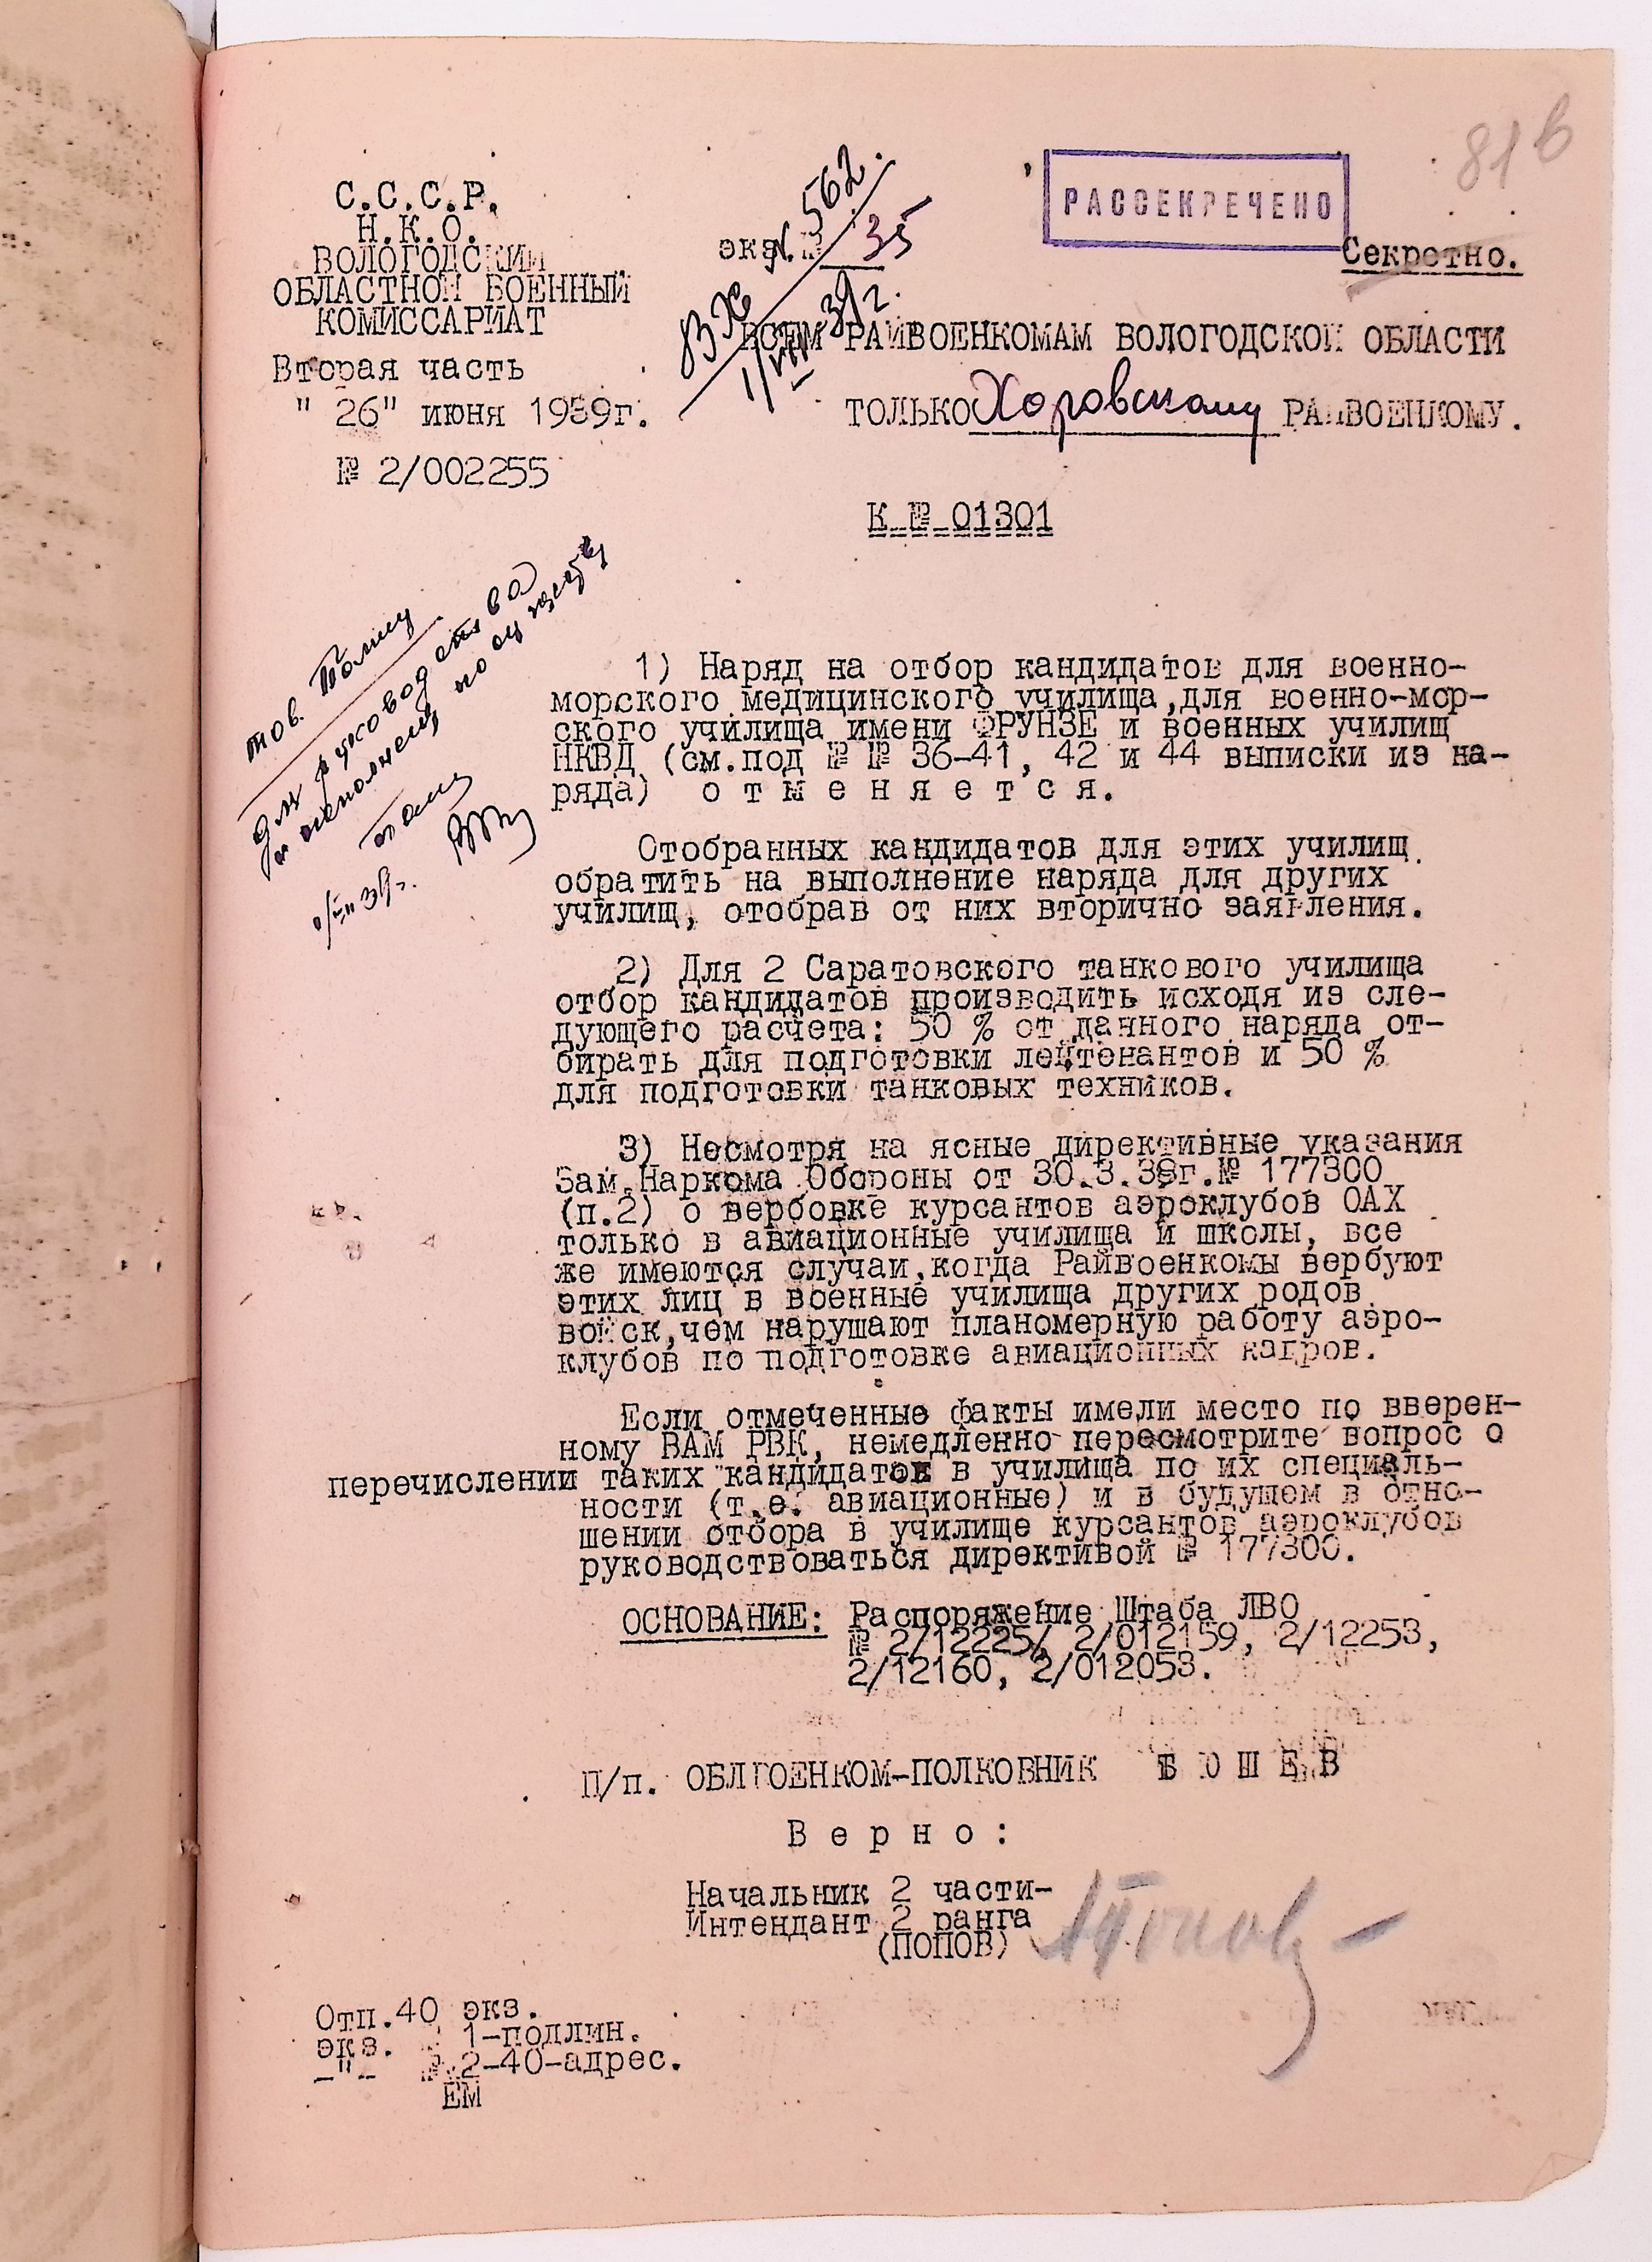 81 в
РАССЕКРЕЧЕНО
Секретно.
С.С.С.Р.
Н.К.О.
ВОЛОГОДСКИЙ
ОБЛАСТНОЙ ВОЕННЫЙ
КОМИССАРИАТ
Вторая часть
" 26" июня 1939г.
№ 2/002255
экз.№ 35
Вх N. 562.
1/VII 39г.
ВСЕМ РАЙВОЕНКОМАМ ВОЛОГОДСКОЙ ОБЛАСТИ
ТОЛЬКО Харовскому РАЙВОЕНКОМУ.
К № 01301
тов.
для руководства
и
39г.
1) Наряд на отбор кандидатов для военно-
морского медицинского училища,для военно-мор-
ского училища имени ФРУНЗЕ и военных училищ
НКВД (см.под № № 36-41, 42 и 44 выписки из на-
ряда) о т м е н я е т с я.
Отобранных кандидатов для этих училищ
обратить на выполнение наряда для других
училищ, отобрав от них вторично заявления.
2) Для 2 Саратовского танкового училища
отбор кандидатов производить исходя из сле-
дующего расчета: 50 % от данного наряда от-
бирать для подготовки лейтенантов и 50 %
для подготовки танковых техников.
3) Несмотря на ясные директивные указания
Зам.Наркома Обороны от 30.3.38г.№ 177300
(п.2) о вербовке курсантов аэроклубов ОАХ
только в авиационные училища и школы, все
же имеются случаи,когда Райвоенкомы вербуют
этих лиц в военные училища других родов
войск,чем нарушают планомерную работу аэро-
клубов по подготовке авиационных кадров.
Если отмеченные факты имели место по вверен-
ному ВАМ РВК, немедленно пересмотрите вопрос о
перечислении таких кандидатов в училища по их специаль-
ности (т.е. авиационные) и в будущем в отно-
шении отбора в училище курсантов аэроклубов
руководствоваться директивой № 177300.
ОСНОВАНИЕ: Распоряжение Штаба ЛВО
№ 2/12225/, 2/012159, 2/12253,
2/12160, 2/012053.
П/п. ОБЛВОЕНКОМ-ПОЛКОВНИК
В е р н о :
Начальник 2 части-
Интендант 2 ранга
(ПОПОВ)
Отп.40 экз.
экз. 1-подлин.
-"- № 2-40-адрес.
ЕМ